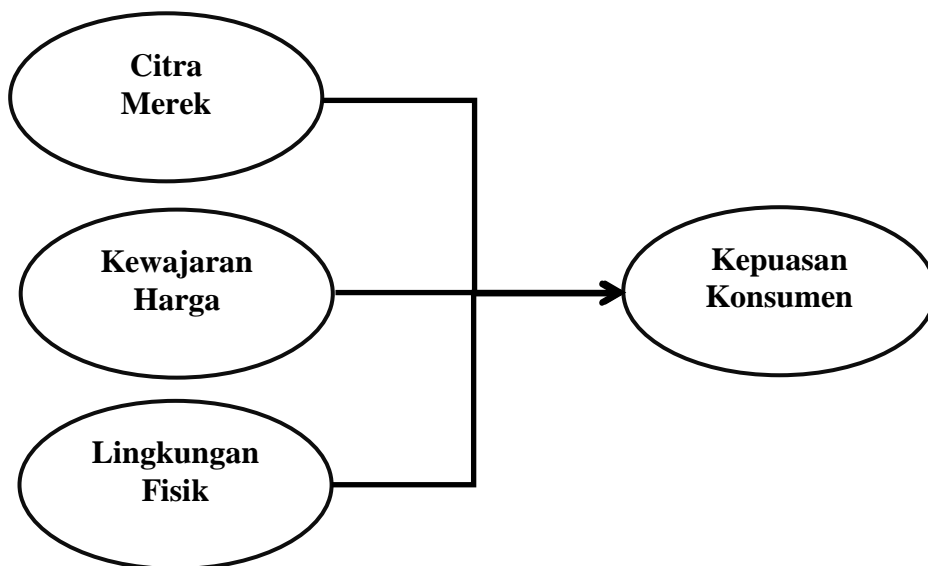 Citra
Merek
Kewajaran
Harga
Lingkungan
Fisik
Kepuasan
Konsumen